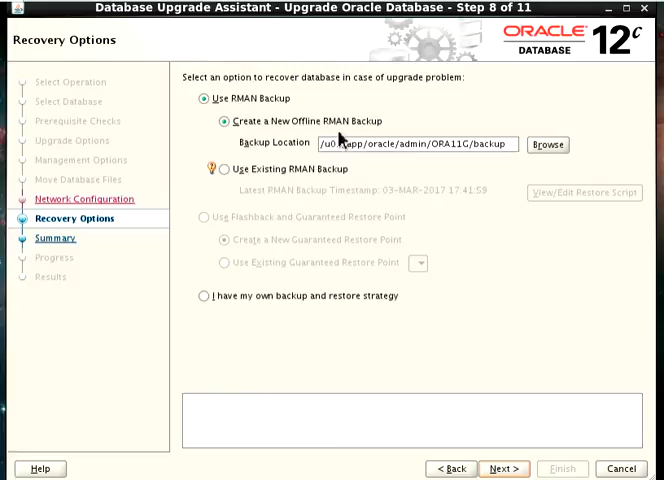 Database Upgrade Assistant - Upgrade Oracle Database - Step 8 of 11
Recovery Options
ORACLE
DATABASE
12c
Select Operation
Select Database
Prerequisite Checks
Upgrade Options
Management Options
Move Database Files
Network Configuration
Recovery Options
Summary
Progress
Results
Select an option to recover database in case of upgrade problem:
Use RMAN Backup
Create a New Offline RMAN Backup
Backup Location
Browse
Use Existing RMAN Backup
Latest RMAN Backup Timestamp: 03-MAR-2017 17:41:59
View/Edit Restore Script
Use Flashback and Guaranteed Restore Point
Create a New Guaranteed Restore Point
Use Existing Guaranteed Restore Point
I have my own backup and restore strategy
Help
< Back
Next >
Finish
Cancel